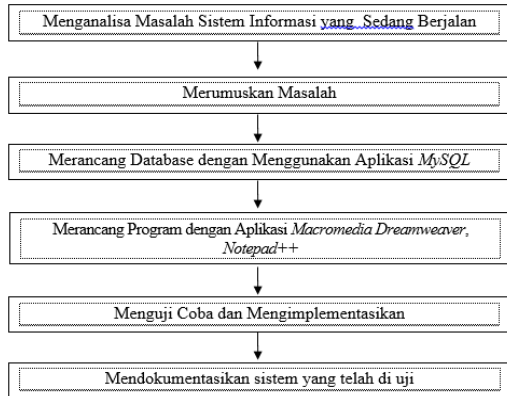 Menganalisa Masalah Sistem Informasi yang Sedang Berjalan
Merumuskan Masalah
Merancang Database dengan Menggunakan Aplikasi MySQL
Merancang Program dengan Aplikasi Macromedia Dreamweaver,
Notepad++
Menguji Coba dan Mengimplementasikan
Mendokumentasikan sistem yang telah di uji